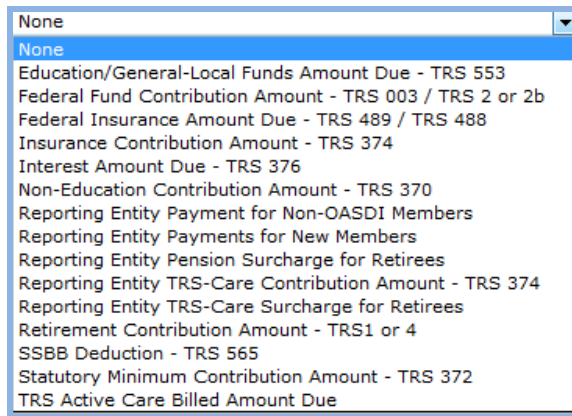 None
None
Education/General-Local Funds Amount Due - TRS 553
Federal Fund Contribution Amount - TRS 003 / TRS 2 or 2b
Federal Insurance Amount Due - TRS 489 / TRS 488
Insurance Contribution Amount - TRS 374
Interest Amount Due - TRS 376
Non-Education Contribution Amount - TRS 370
Reporting Entity Payment for Non-OASDI Members
Reporting Entity Payments for New Members
Reporting Entity Pension Surcharge for Retirees
Reporting Entity TRS-Care Contribution Amount - TRS 374
Reporting Entity TRS-Care Surcharge for Retirees
Retirement Contribution Amount - TRS1 or 4
SSBB Deduction - TRS 565
Statutory Minimum Contribution Amount - TRS 372
TRS Active Care Billed Amount Due